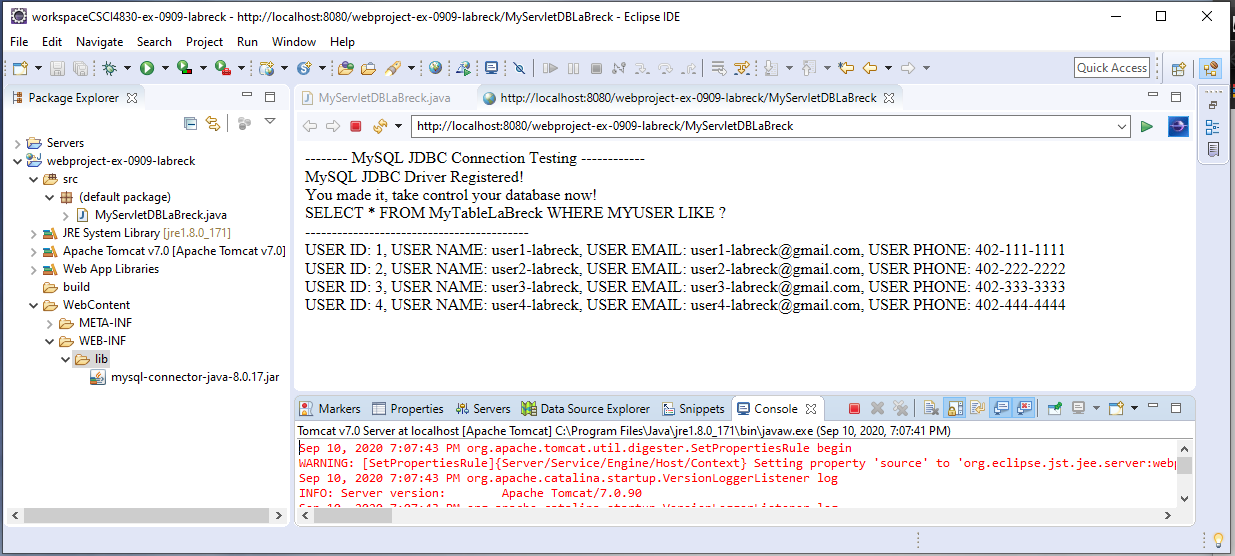 workspaceCSCI4830-ex-0909-labreck - http://localhost:8080/webproject-ex-0909-labreck/MyServletDBLaBreck - Eclipse IDE
File Edit Navigate Search Project Run Window Help
Quick Access
Package Explorer
Servers
webproject-ex-0909-labreck
src
(default package)
MyServletDBLaBreck.java
JRE System Library [jre1.8.0_171]
Apache Tomcat v7.0 [Apache Tomcat v7.0]
Web App Libraries
build
WebContent
META-INF
WEB-INF
lib
mysql-connector-java-8.0.17.jar
MyServletDBLaBreck.java http://localhost:8080/webproject-ex-0909-labreck/MyServletDBLaBreck
http://localhost:8080/webproject-ex-0909-labreck/MyServletDBLaBreck
-------- MySQL JDBC Connection Testing ------------
MySQL JDBC Driver Registered!
You made it, take control your database now!
SELECT * FROM MyTableLaBreck WHERE MYUSER LIKE ?
------------------------------------------
USER ID: 1, USER NAME: user1-labreck, USER EMAIL: user1-labreck@gmail.com, USER PHONE: 402-111-1111
USER ID: 2, USER NAME: user2-labreck, USER EMAIL: user2-labreck@gmail.com, USER PHONE: 402-222-2222
USER ID: 3, USER NAME: user3-labreck, USER EMAIL: user3-labreck@gmail.com, USER PHONE: 402-333-3333
USER ID: 4, USER NAME: user4-labreck, USER EMAIL: user4-labreck@gmail.com, USER PHONE: 402-444-4444
Markers Properties Servers Data Source Explorer Snippets Console
Tomcat v7.0 Server at localhost [Apache Tomcat] C:\Program Files\Java\jre1.8.0_171\bin\javaw.exe (Sep 10, 2020, 7:07:41 PM)
Sep 10, 2020 7:07:43 PM org.apache.tomcat.util.digester.SetPropertiesRule begin
WARNING: [SetPropertiesRule]{Server/Service/Engine/Host/Context} Setting property 'source' to 'org.eclipse.jst.jee.server:webp
Sep 10, 2020 7:07:43 PM org.apache.catalina.startup.VersionLoggerListener log
INFO: Server version: Apache Tomcat/7.0.90
Sep 10, 2020 7:07:43 PM org.apache.catalina.startup.VersionLoggerListener log